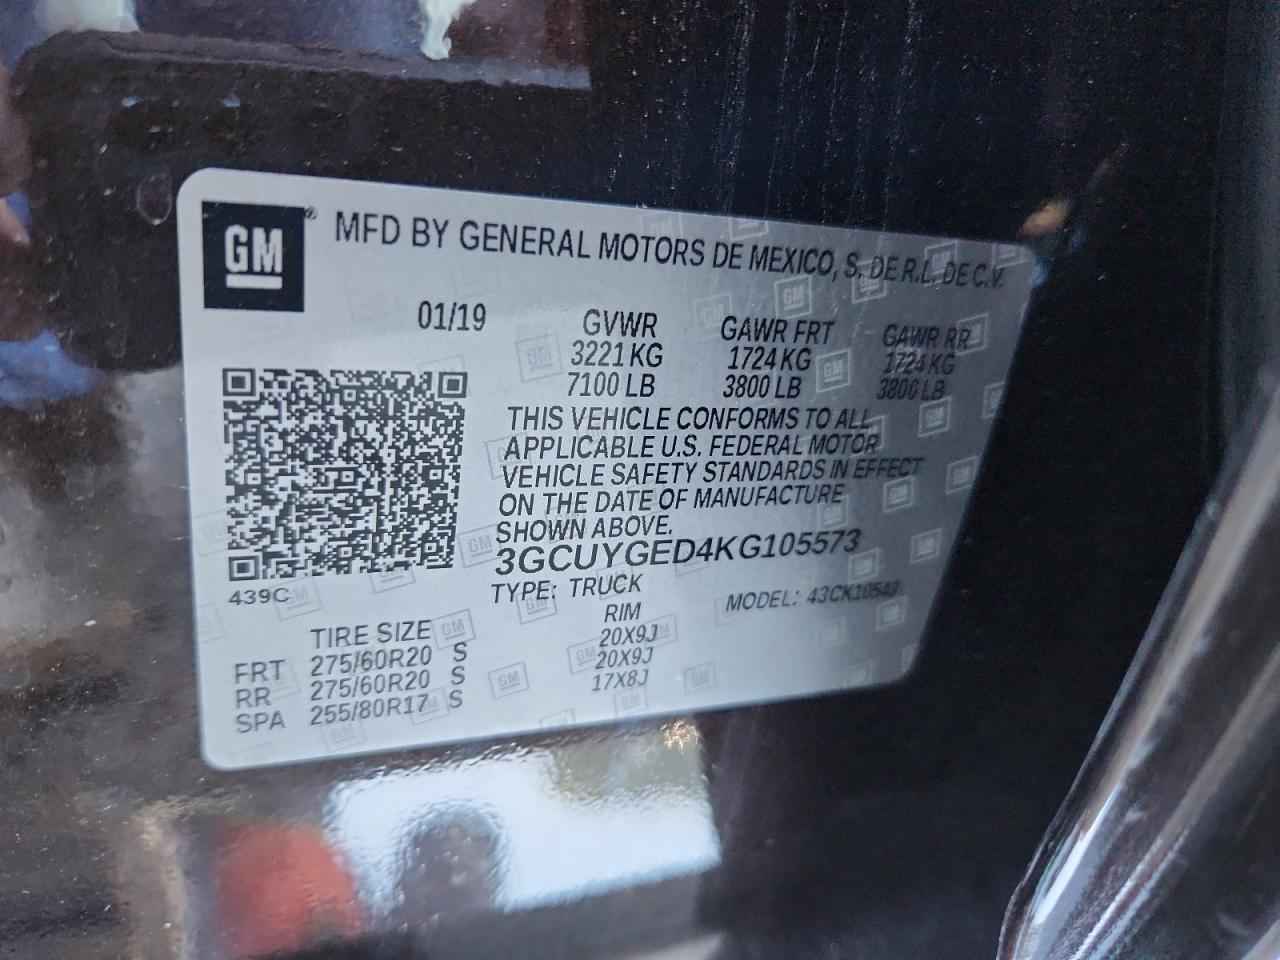 GM ® MFD BY GENERAL MOTORS DE MEXICO, S. DE R.L. DE C.V.
01/19 GVWR GAWR FRT GAWR RR
3221 KG 1724 KG 1724 KG
7100 LB 3800 LB 3800 LB
THIS VEHICLE CONFORMS TO ALL
APPLICABLE U.S. FEDERAL MOTOR
VEHICLE SAFETY STANDARDS IN EFFECT
ON THE DATE OF MANUFACTURE
SHOWN ABOVE.
3GCUYGED4KG105573
439C TYPE: TRUCK MODEL: 43CK10543
TIRE SIZE RIM
FRT 275/60R20 S 20X9J
RR 275/60R20 S 20X9J
SPA 255/80R17 S 17X8J